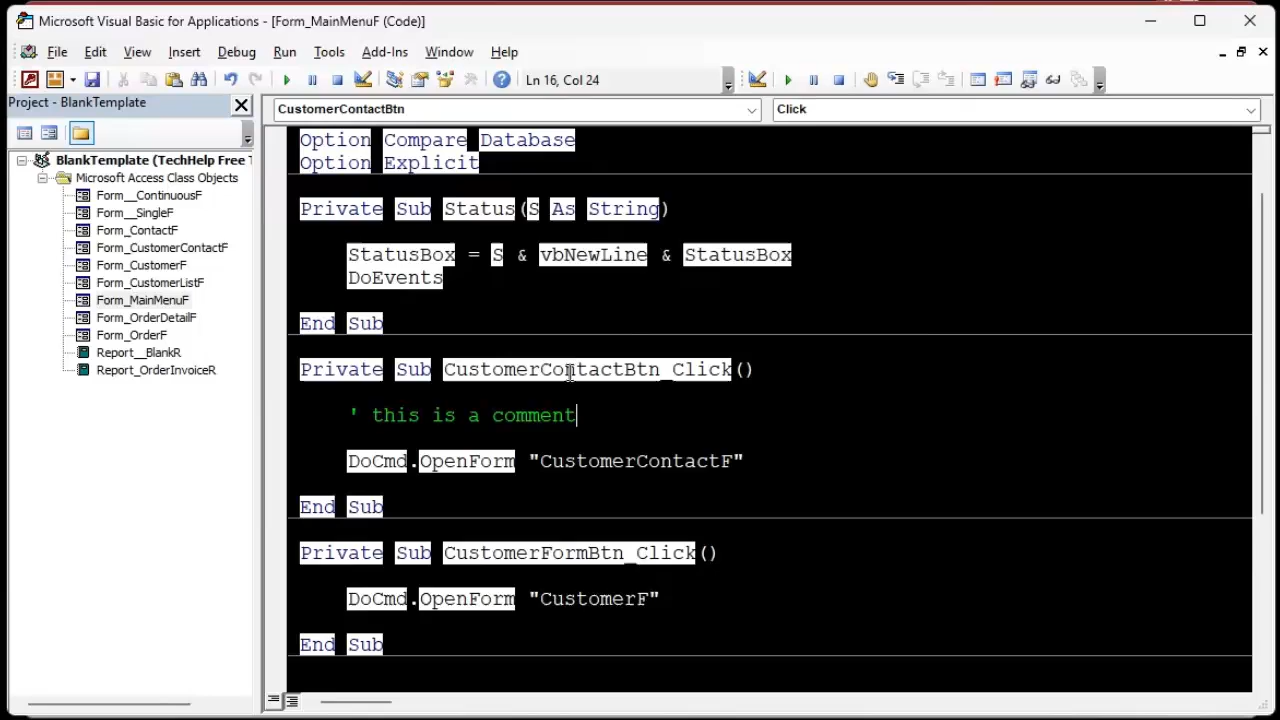 Microsoft Visual Basic for Applications - [Form_MainMenuF (Code)]
File Edit View Insert Debug Run Tools Add-Ins Window Help
Ln 16, Col 24
Project - BlankTemplate
BlankTemplate (TechHelp Free T
Microsoft Access Class Objects
Form__ContinuousF
Form__SingleF
Form_ContactF
Form_CustomerContactF
Form_CustomerF
Form_CustomerListF
Form_MainMenuF
Form_OrderDetailF
Form_OrderF
Report__BlankR
Report_OrderInvoiceR
CustomerContactBtn Click
Option Compare Database
Option Explicit
Private Sub Status(S As String)
StatusBox = S & vbNewLine & StatusBox
DoEvents
End Sub
Private Sub CustomerContactBtn_Click()
' this is a comment
DoCmd.OpenForm "CustomerContactF"
End Sub
Private Sub CustomerFormBtn_Click()
DoCmd.OpenForm "CustomerF"
End Sub